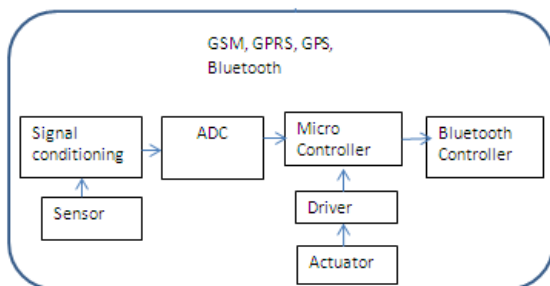 GSM, GPRS, GPS,
Bluetooth
Signal
conditioning
ADC
Micro
Controller
Bluetooth
Controller
Sensor
Driver
Actuator